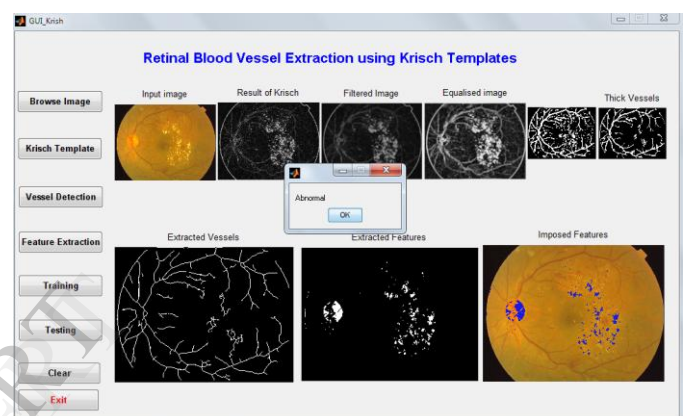 GUI_Krish
Retinal Blood Vessel Extraction using Krisch Templates
Browse Image
Krisch Template
Vessel Detection
Feature Extraction
Training
Testing
Clear
Exit
Input image
Result of Krisch
Filtered Image
Equalised image
Thick Vessels
Abnormal
OK
Extracted Vessels
Extracted Features
Imposed Features